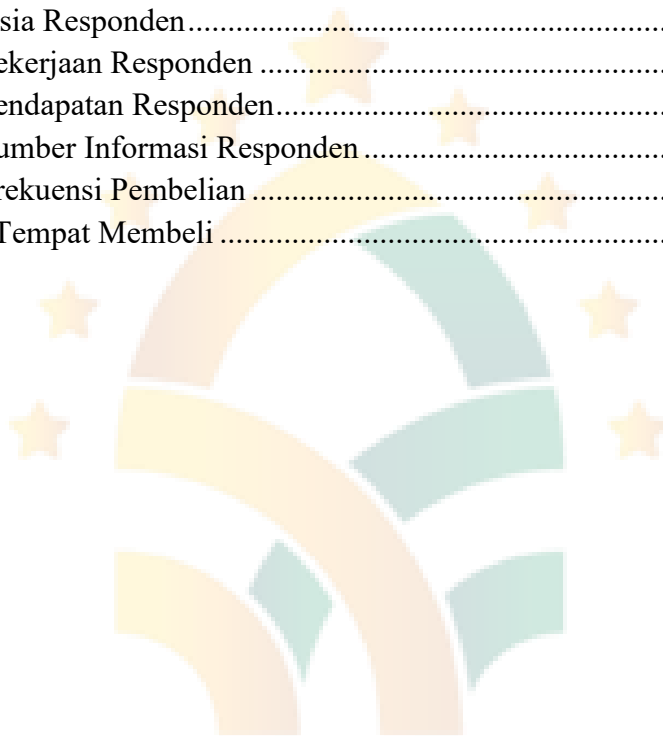 sia Responden..........................................................
ekerjaan Responden ..................................................
endapatan Responden................................................
umber Informasi Responden.....................................
rekuensi Pembelian ...................................................
Tempat Membeli .......................................................